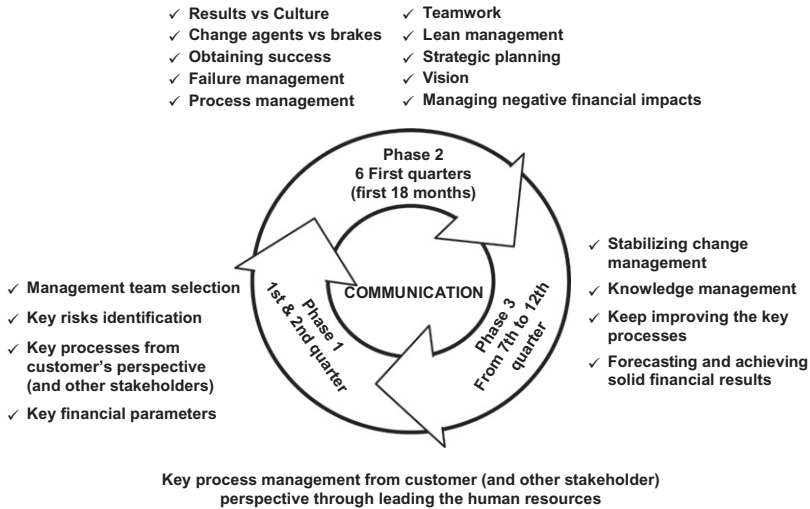 ✓ Results vs Culture
✓ Change agents vs brakes
✓ Obtaining success
✓ Failure management
✓ Process management
✓ Teamwork
✓ Lean management
✓ Strategic planning
✓ Vision
✓ Managing negative financial impacts
Phase 2
6 First quarters
(first 18 months)
✓ Management team selection
✓ Key risks identification
✓ Key processes from
customer's perspective
(and other stakeholders)
✓ Key financial parameters
Phase 1
1st & 2nd quarter
COMMUNICATION
Phase 3
From 7th to 12th
quarter
✓ Stabilizing change
management
✓ Knowledge management
✓ Keep improving the key
processes
✓ Forecasting and achieving
solid financial results
Key process management from customer (and other stakeholder)
perspective through leading the human resources